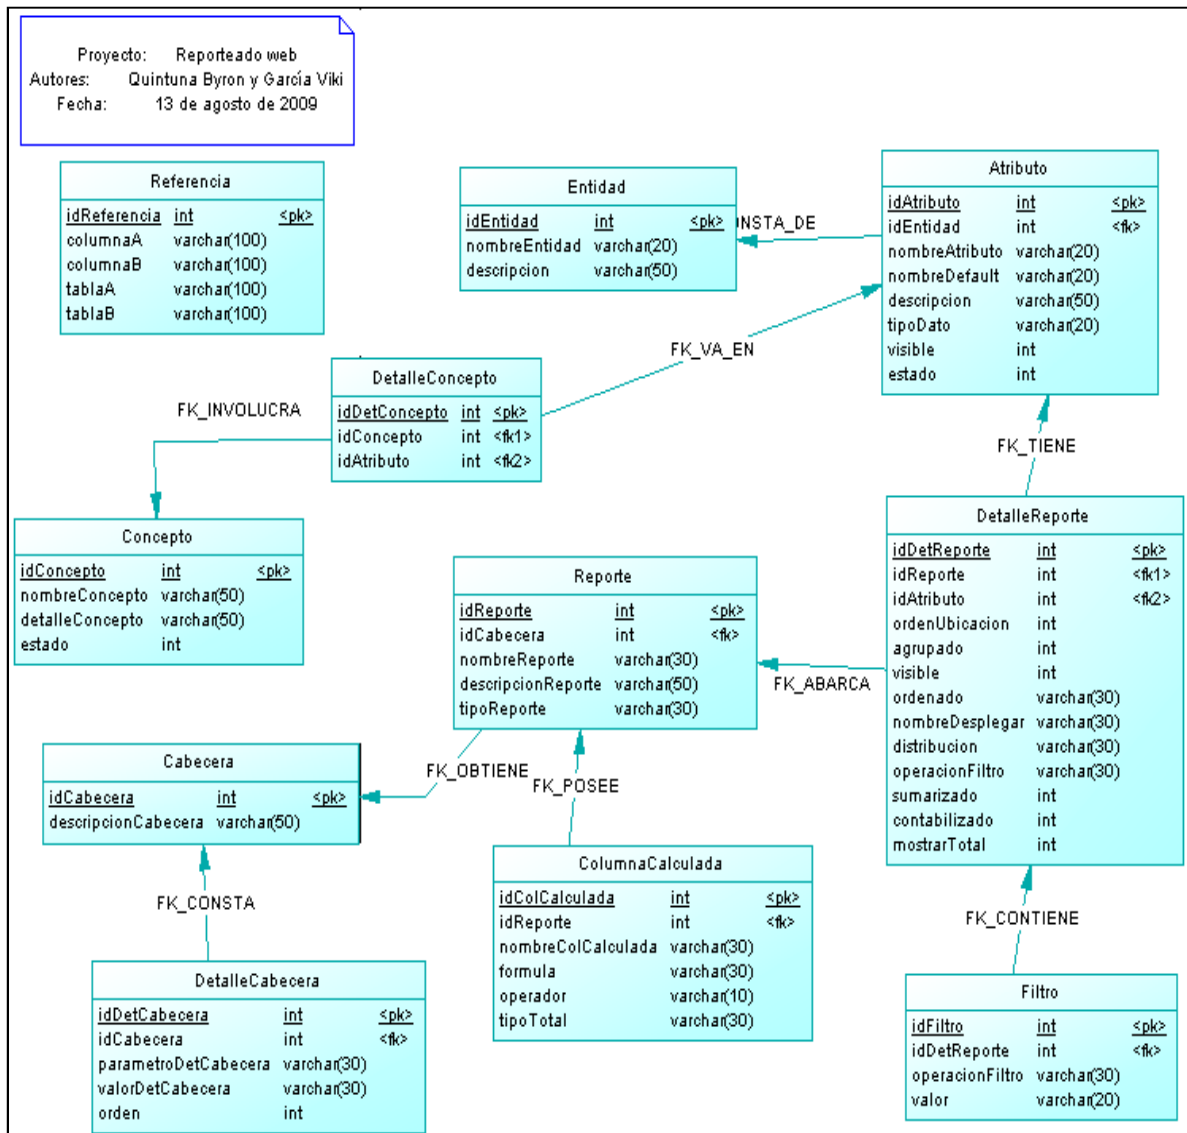 Proyecto: Reporteado web
Autores: Quintuna Byron y García Viki
Fecha: 13 de agosto de 2009
Referencia
idReferencia int <pk>
columnaA varchar(100)
columnaB varchar(100)
tablaA varchar(100)
tablaB varchar(100)
Entidad
idEntidad int <pk>
nombreEntidad varchar(20)
descripcion varchar(50)
NSTA_DE
Atributo
idAtributo int <pk>
idEntidad int <fk>
nombreAtributo varchar(20)
nombreDefault varchar(20)
descripcion varchar(50)
tipoDato varchar(20)
visible int
estado int
FK_VA_EN
DetalleConcepto
idDetConcepto int <pk>
idConcepto int <fk1>
idAtributo int <fk2>
FK_INVOLUCRA
FK_TIENE
Concepto
idConcepto int <pk>
nombreConcepto varchar(50)
detalleConcepto varchar(50)
estado int
DetalleReporte
idDetReporte int <pk>
idReporte int <fk1>
idAtributo int <fk2>
ordenUbicacion int
agrupado int
visible int
ordenado varchar(30)
nombreDesplegar varchar(30)
distribucion varchar(30)
operacionFiltro varchar(30)
sumarizado int
contabilizado int
mostrarTotal int
Reporte
idReporte int <pk>
idCabecera int <fk>
nombreReporte varchar(30)
descripcionReporte varchar(50)
tipoReporte varchar(30)
FK_ABARCA
Cabecera
idCabecera int <pk>
descripcionCabecera varchar(50)
FK_OBTIENE
FK_POSEE
ColumnaCalculada
idColCalculada int <pk>
idReporte int <fk>
nombreColCalculada varchar(30)
formula varchar(30)
operador varchar(10)
tipoTotal varchar(30)
FK_CONSTA
FK_CONTIENE
DetalleCabecera
idDetCabecera int <pk>
idCabecera int <fk>
parametroDetCabecera varchar(30)
valorDetCabecera varchar(30)
orden int
Filtro
idFiltro int <pk>
idDetReporte int <fk>
operacionFiltro varchar(30)
valor varchar(20)